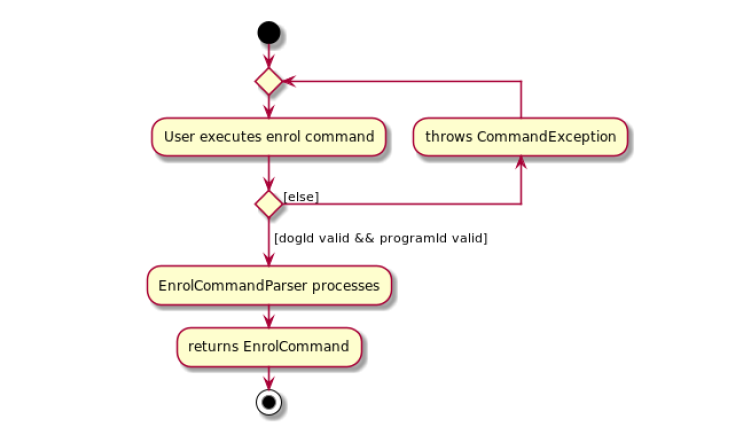 User executes enrol command
throws CommandException
[else]
[dogId valid && programId valid]
EnrolCommandParser processes
returns EnrolCommand